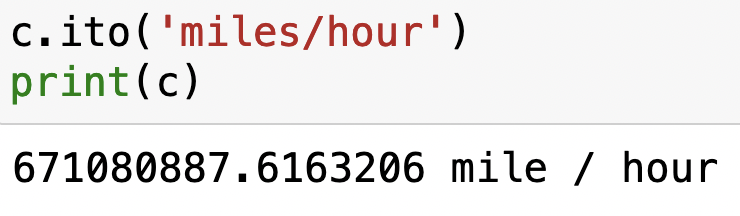 c.ito('miles/hour')
print(c)
671080887.6163206 mile / hour